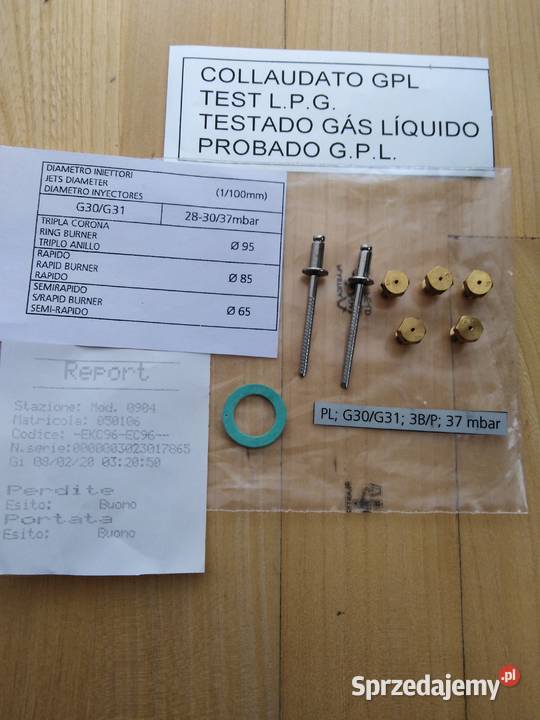 COLLAUDATO GPL
TEST L.P.G.
TESTADO GÁS LÍQUIDO
PROBADO G.P.L.
DIAMETRO INIETTORI
JETS DIAMETER
DIAMETRO INYECTORES
(1/100mm)
G30/G31 28-30/37mbar
TRIPLA CORONA
RING BURNER
TRIPLO ANILLO
Ø 95
RAPIDO
RAPID BURNER
RAPIDO
Ø 85
SEMIRAPIDO
S/RAPID BURNER
SEMI-RAPIDO
Ø 65
Report
Stazione: Mod. 0904
Matricola: 050106
Codice: -EKC96-EC96--
N.serie:0000003023017865
Gi 08/02/20 03:20:50
Perdite
Esito: Buono
Portata
Esito: Buono
PL; G30/G31; 3B/P; 37 mbar
Sprzedajemy.pl